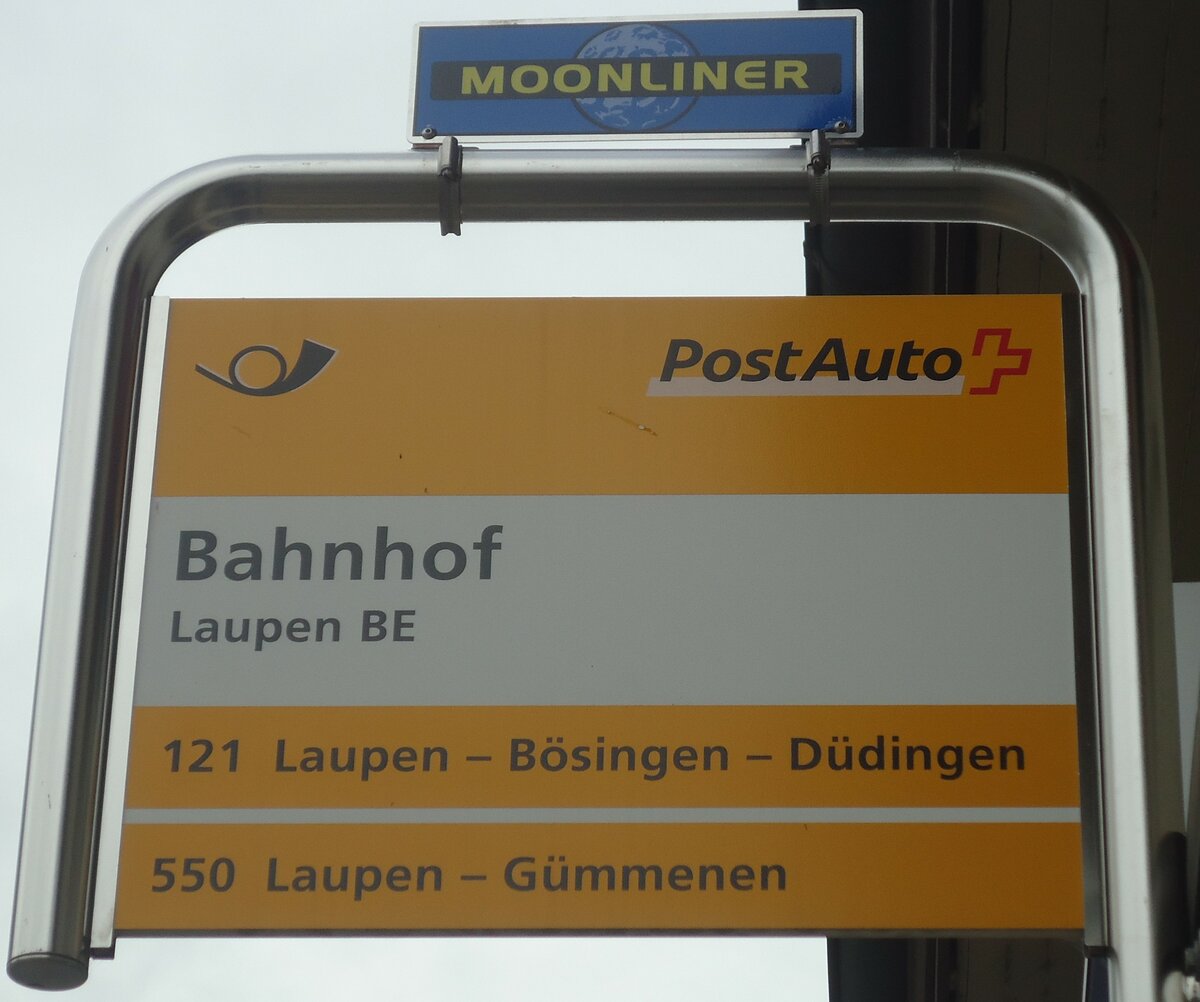 MOONLINER
PostAuto
Bahnhof
Laupen BE
121 Laupen – Bösingen – Düdingen
550 Laupen – Gümmenen